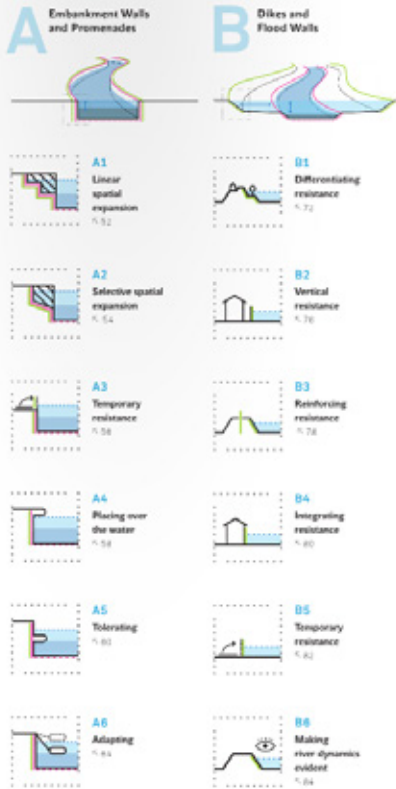 A
Embankment Walls
and Promenades
A1
Linear
spatial
expansion
A2
Selective spatial
expansion
A3
Temporary
resistance
A4
Placing over
the water
A5
Tolerating
A6
Adapting
B
Dikes and
Flood Walls
B1
Differentiating
resistance
B2
Vertical
resistance
B3
Reinforcing
resistance
B4
Integrating
resistance
B5
Temporary
resistance
B6
Making
river dynamics
evident